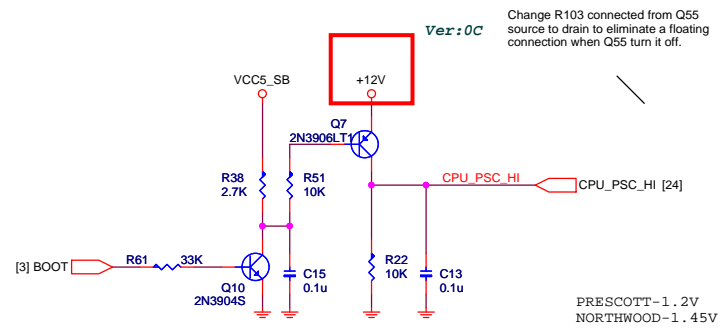 Ver:0C
Change R103 connected from Q55
source to drain to eliminate a floating
connection when Q55 turn it off.
VCC5_SB
+12V
Q7
2N3906LT1
R38
2.7K
R51
10K
CPU_PSC_HI
CPU_PSC_HI [24]
[3] BOOT
R61
33K
Q10
2N3904S
C15
0.1u
R22
10K
C13
0.1u
PRESCOTT-1.2V
NORTHWOOD-1.45V